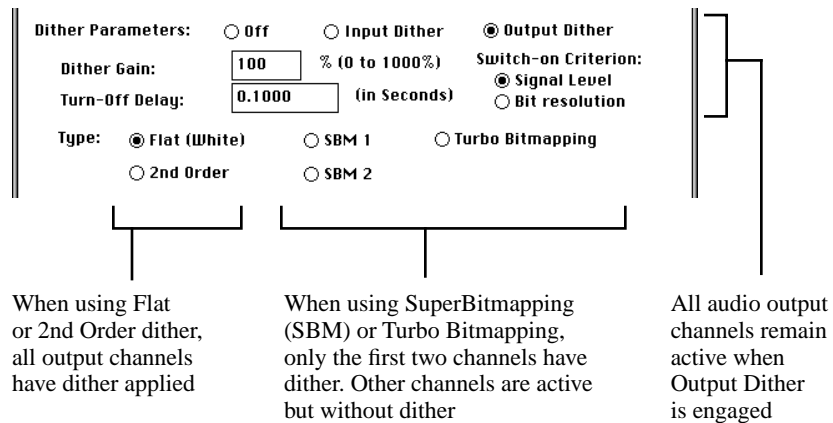 Dither Parameters: Off Input Dither Output Dither
Dither Gain: 100 % (0 to 1000%) Switch-on Criterion:
Signal Level
Turn-Off Delay: 0.1000 (in Seconds) Bit resolution
Type: Flat (White) SBM 1 Turbo Bitmapping
2nd Order SBM 2
When using Flat
or 2nd Order dither,
all output channels
have dither applied
When using SuperBitmapping
(SBM) or Turbo Bitmapping,
only the first two channels have
dither. Other channels are active
but without dither
All audio output
channels remain
active when
Output Dither
is engaged